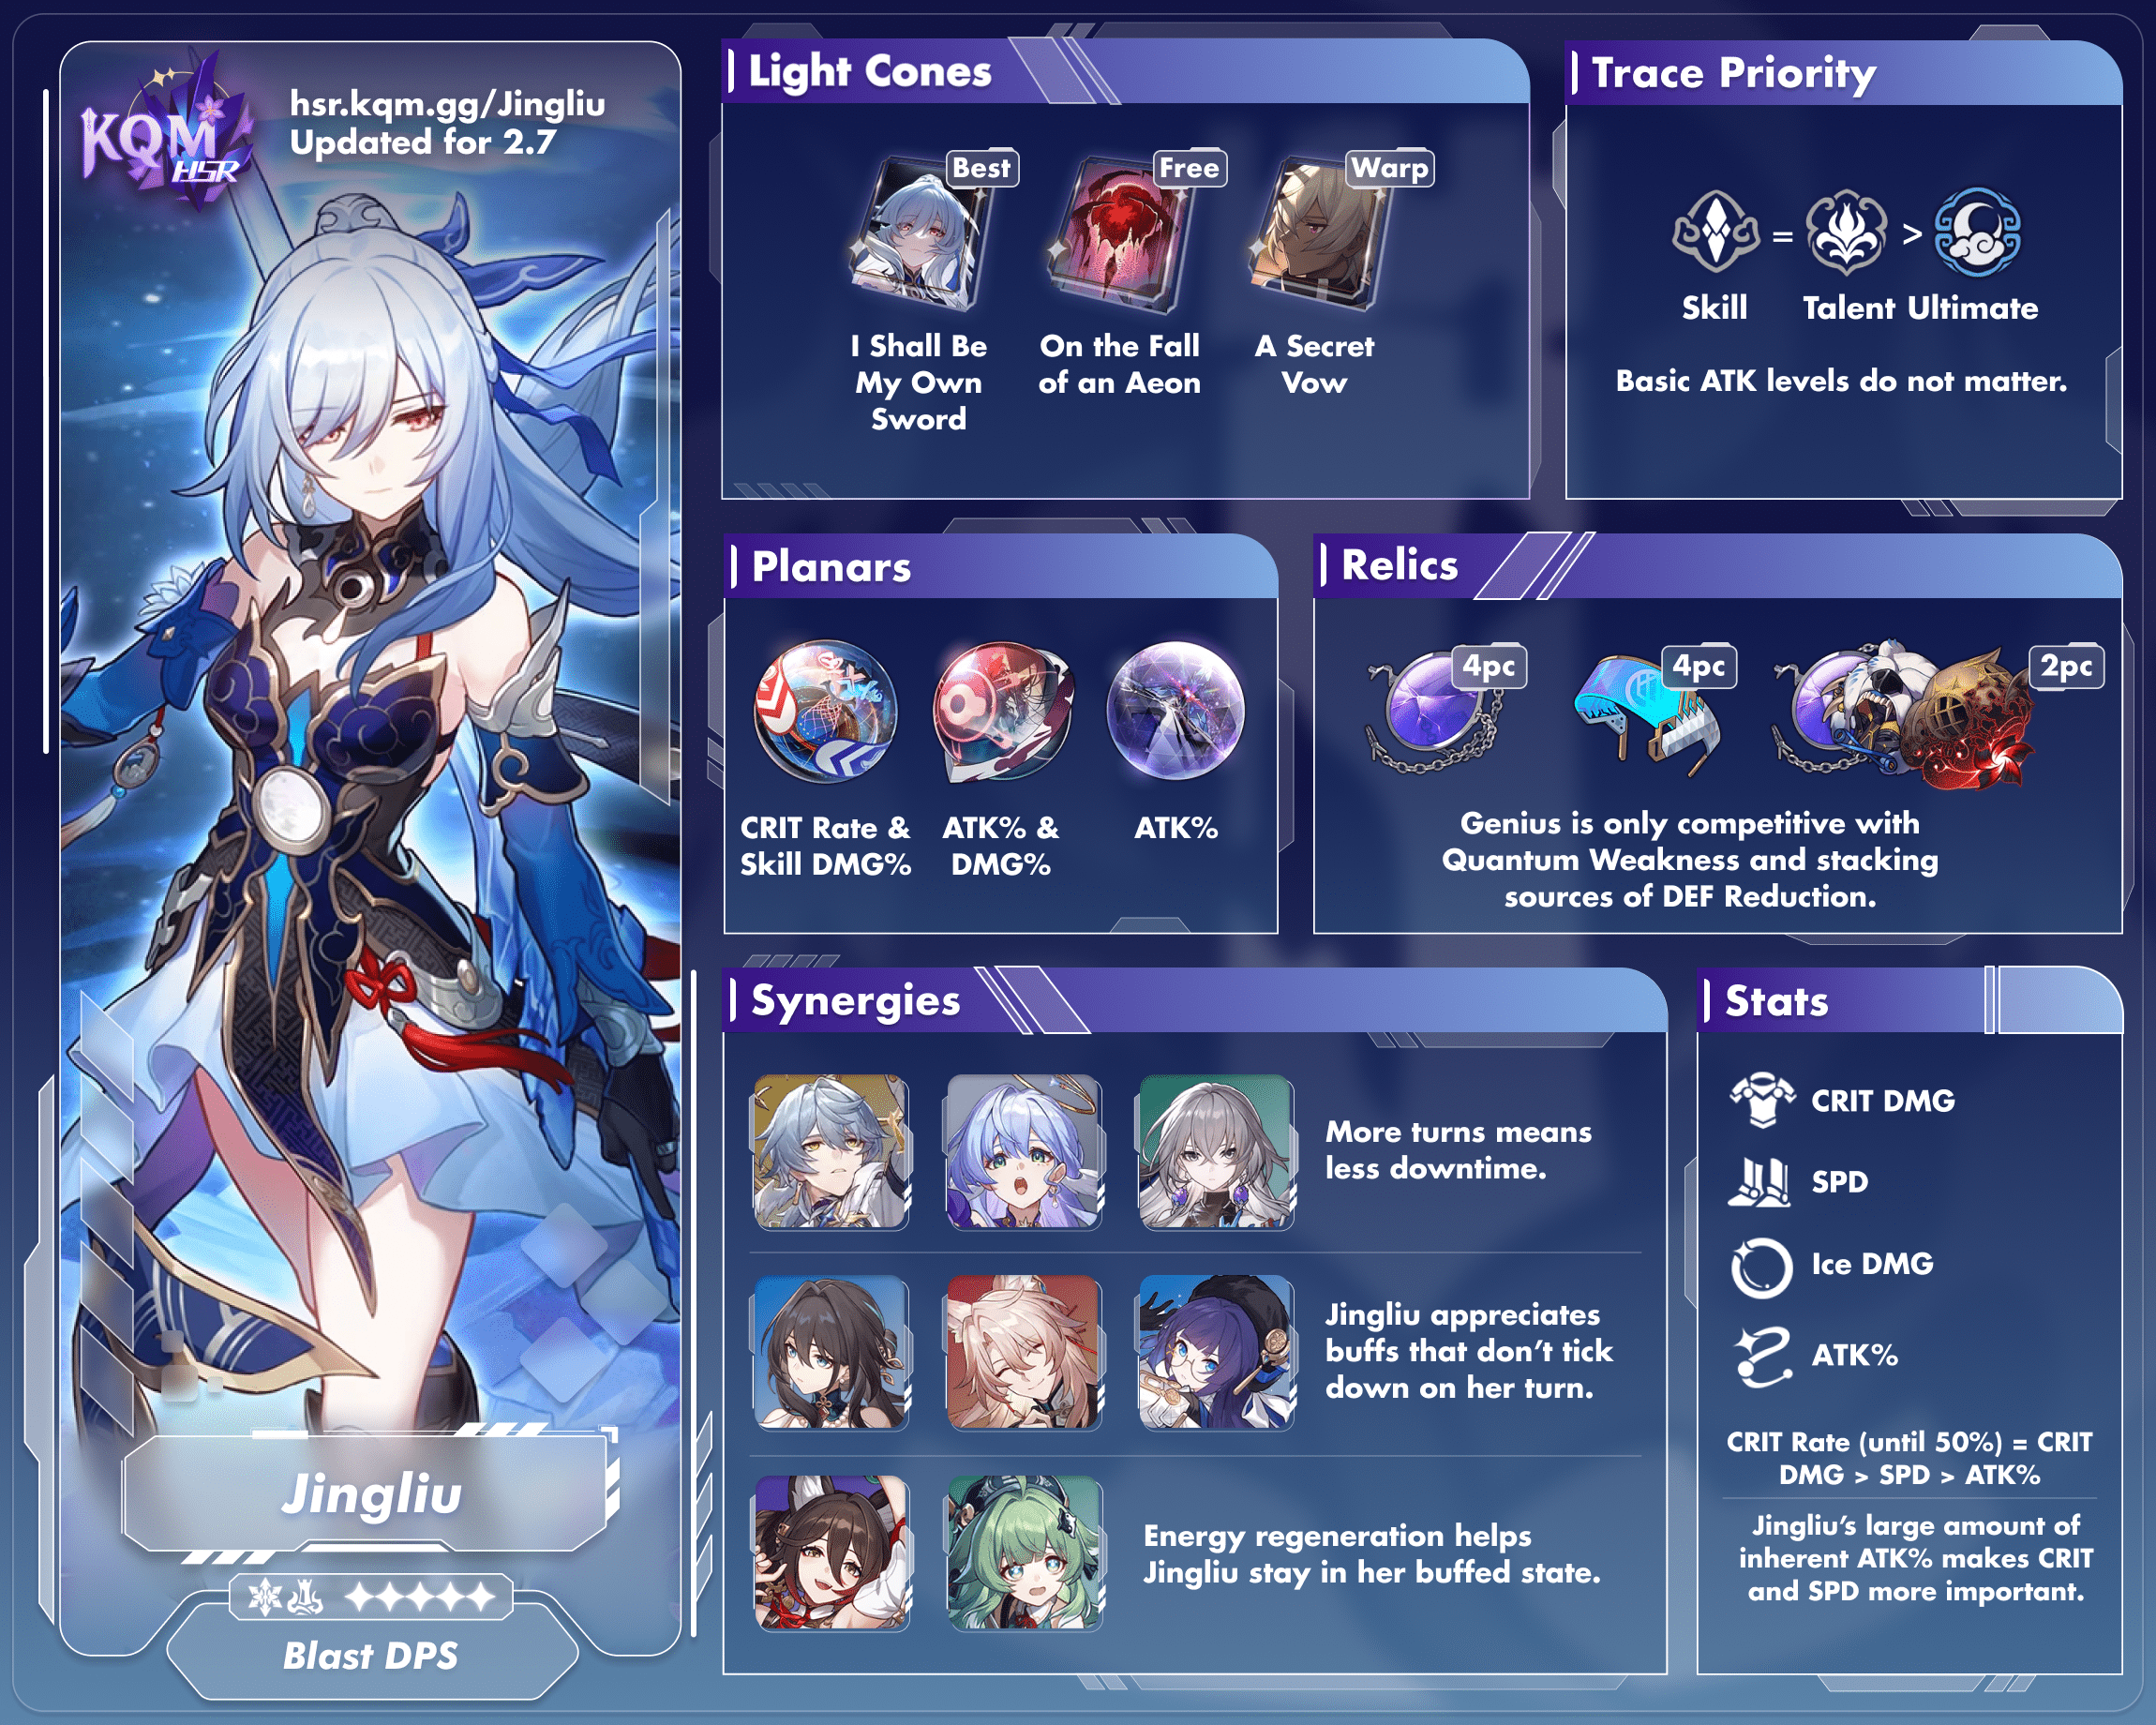 KQM
HSR
hsr.kqm.gg/Jingliu
Updated for 2.7
Jingliu
Blast DPS
Light Cones
Best
Free
Warp
I Shall Be
My Own
Sword
On the Fall
of an Aeon
A Secret
Vow
Trace Priority
=
>
Skill
Talent
Ultimate
Basic ATK levels do not matter.
Planars
CRIT Rate &
Skill DMG%
ATK% &
DMG%
ATK%
Relics
4pc
4pc
2pc
Genius is only competitive with
Quantum Weakness and stacking
sources of DEF Reduction.
Synergies
More turns means
less downtime.
Jingliu appreciates
buffs that don't tick
down on her turn.
Energy regeneration helps
Jingliu stay in her buffed state.
Stats
CRIT DMG
SPD
Ice DMG
ATK%
CRIT Rate (until 50%) = CRIT
DMG > SPD > ATK%
Jingliu's large amount of
inherent ATK% makes CRIT
and SPD more important.